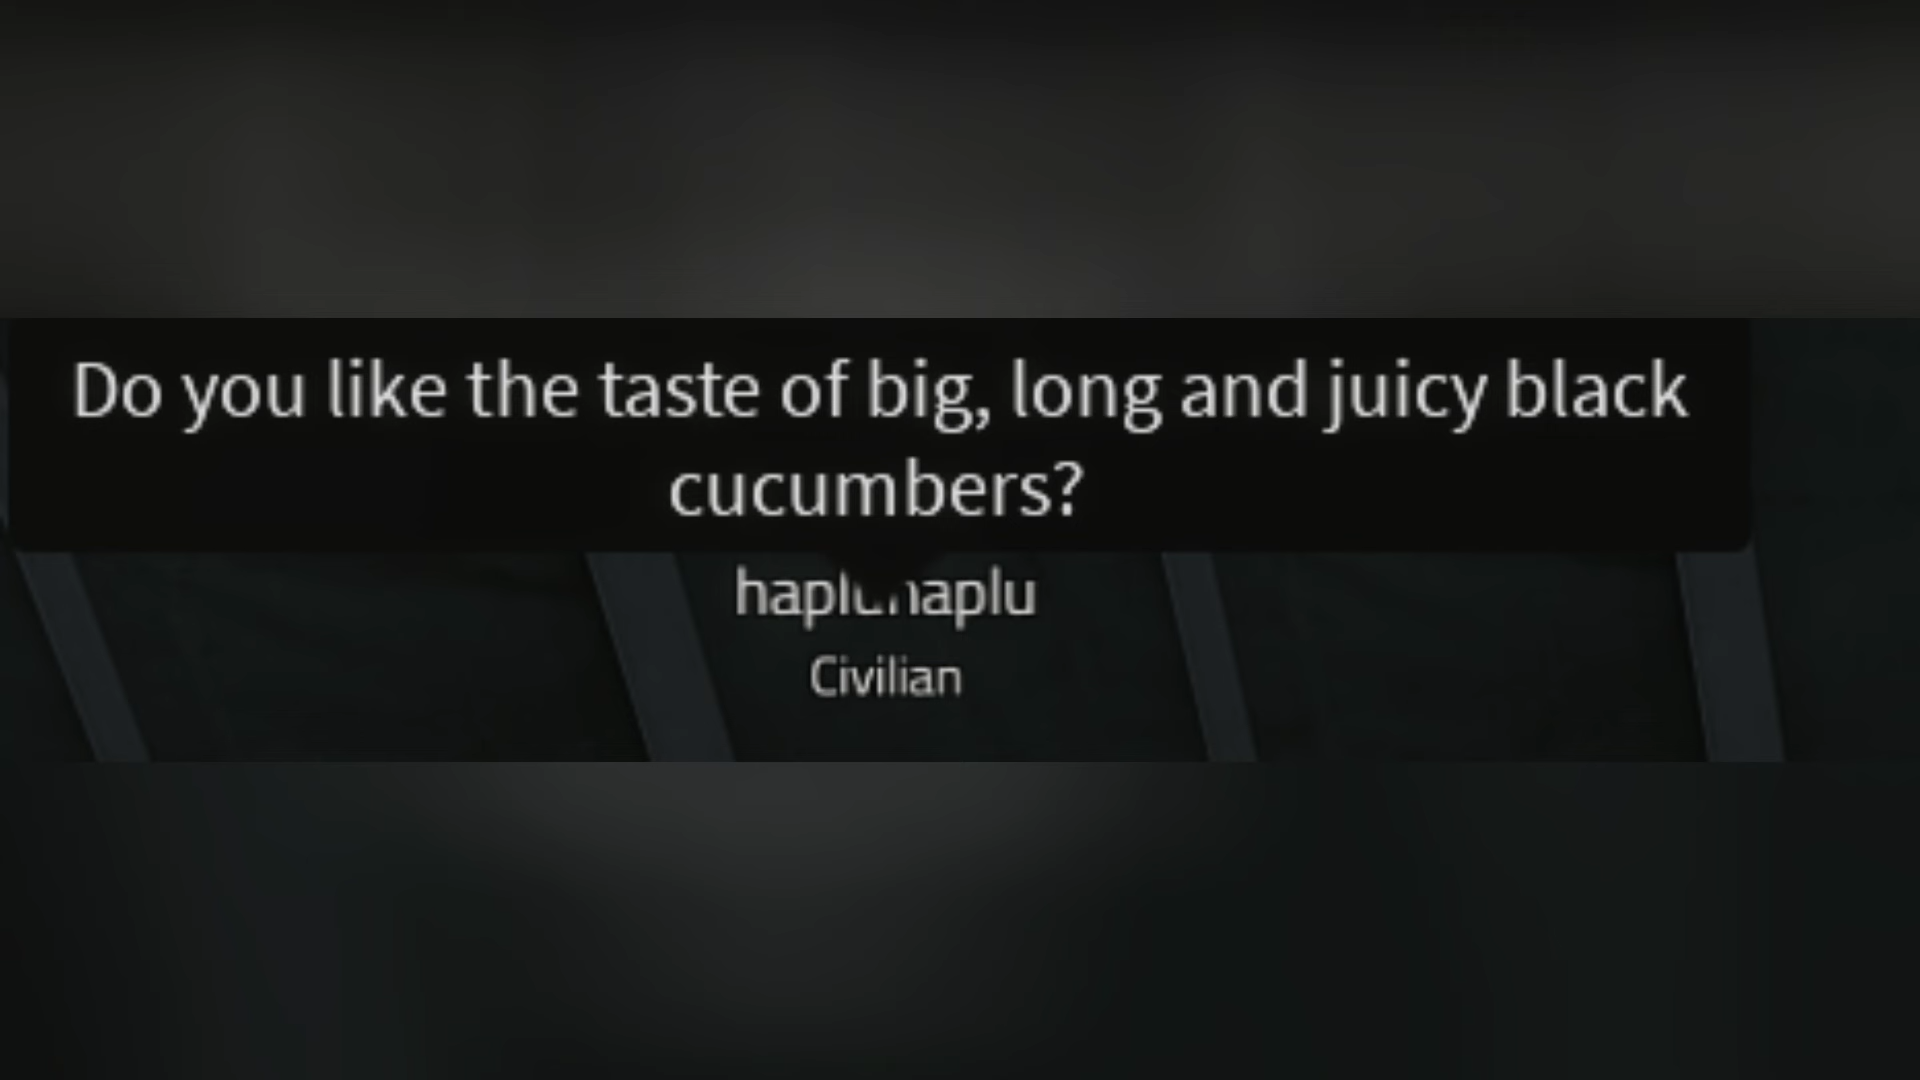 Do you like the taste of big, long and juicy black
cucumbers?
Civilian